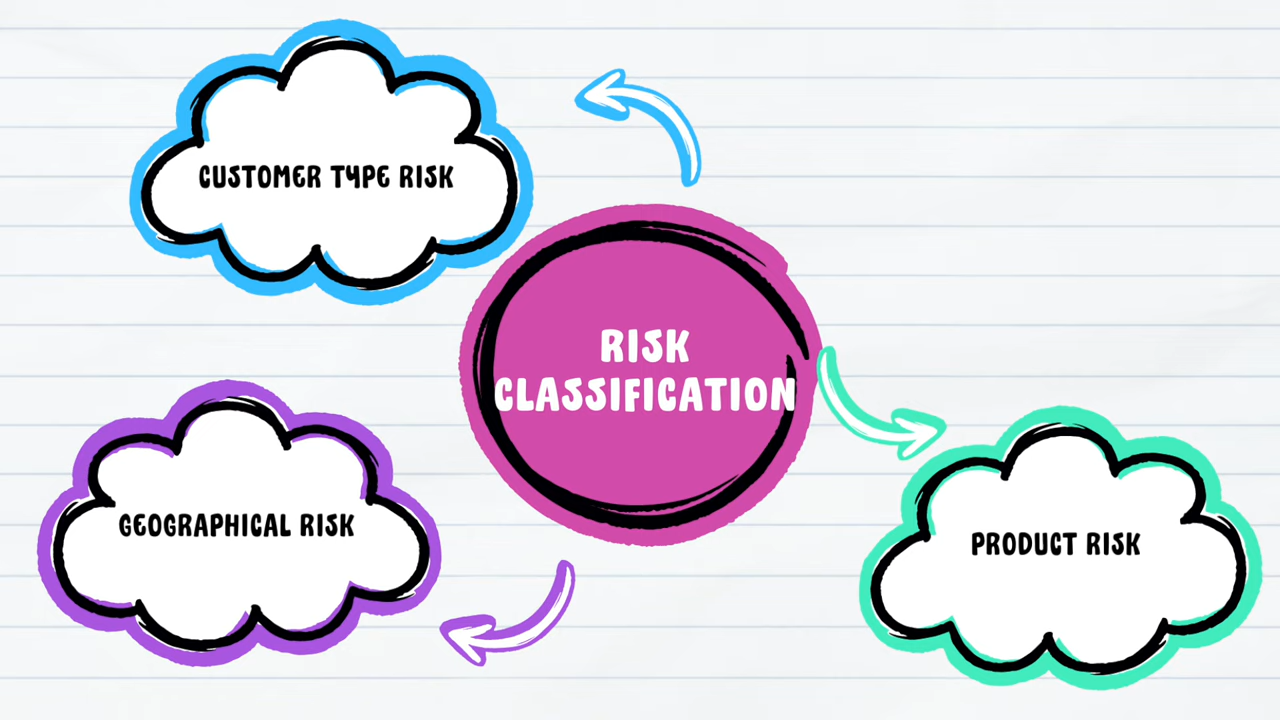 CUSTOMER TYPE RISK
RISK
CLASSIFICATION
GEOGRAPHICAL RISK
PRODUCT RISK